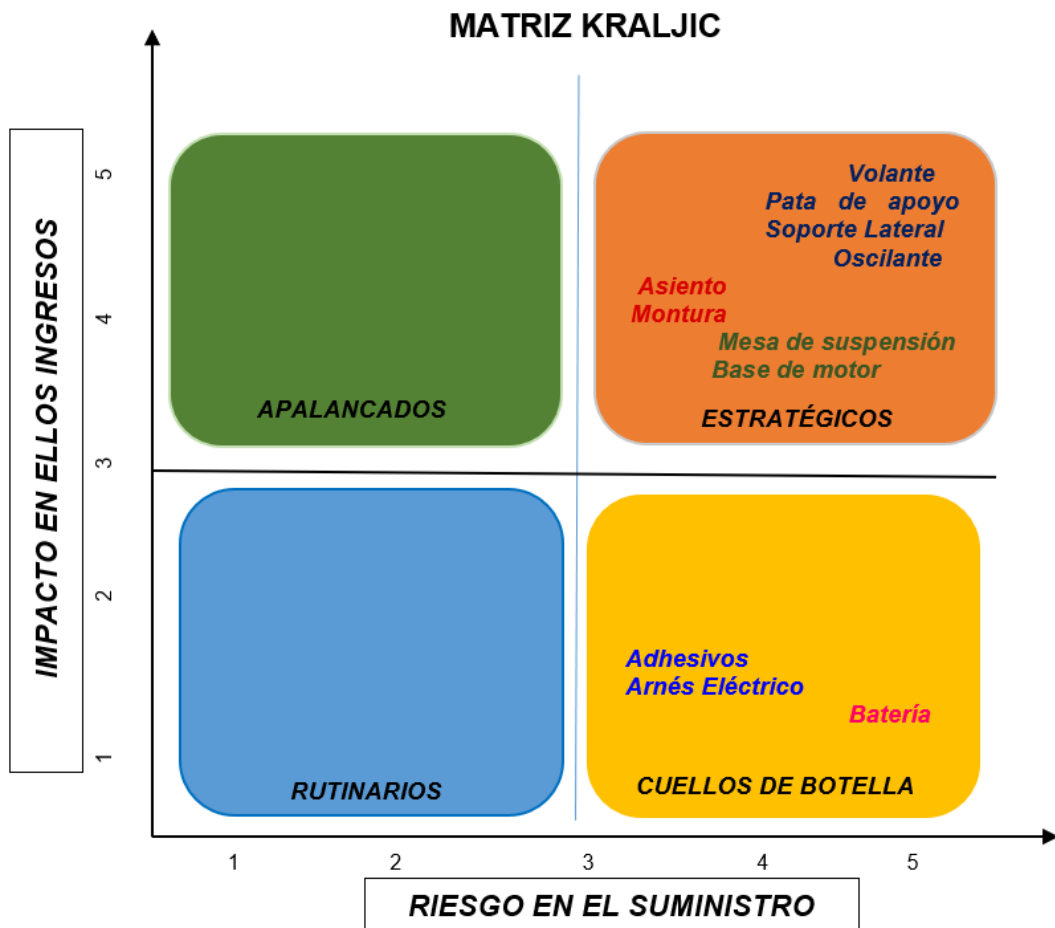 MATRIZ KRALJIC
IMPACTO EN ELLOS INGRESOS
5
4
3
2
1
APALANCADOS
Volante
Pata de apoyo
Soporte Lateral
Oscilante
Asiento
Montura
Mesa de suspensión
Base de motor
ESTRATÉGICOS
RUTINARIOS
Adhesivos
Arnés Eléctrico
Batería
CUELLOS DE BOTELLA
1
2
3
4
5
RIESGO EN EL SUMINISTRO